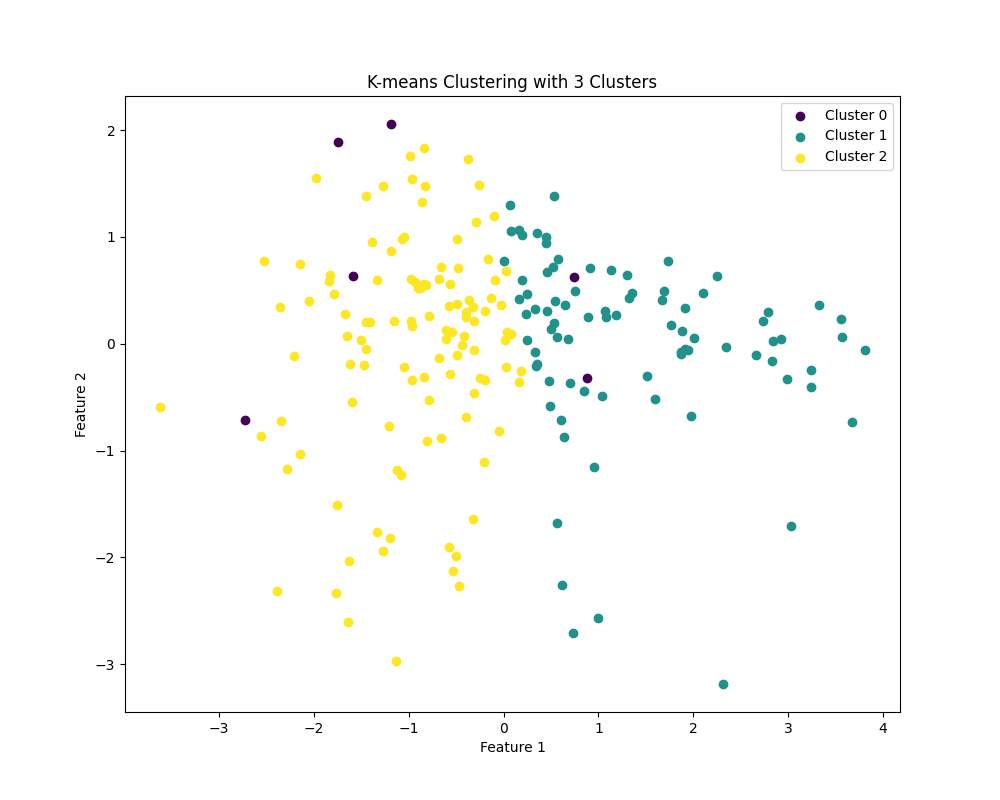 K-means Clustering with 3 Clusters
Cluster 0
Cluster 1
Cluster 2
2
1
0
−1
−2
−3
Feature 2
−3
−2
−1
0
1
2
3
4
Feature 1